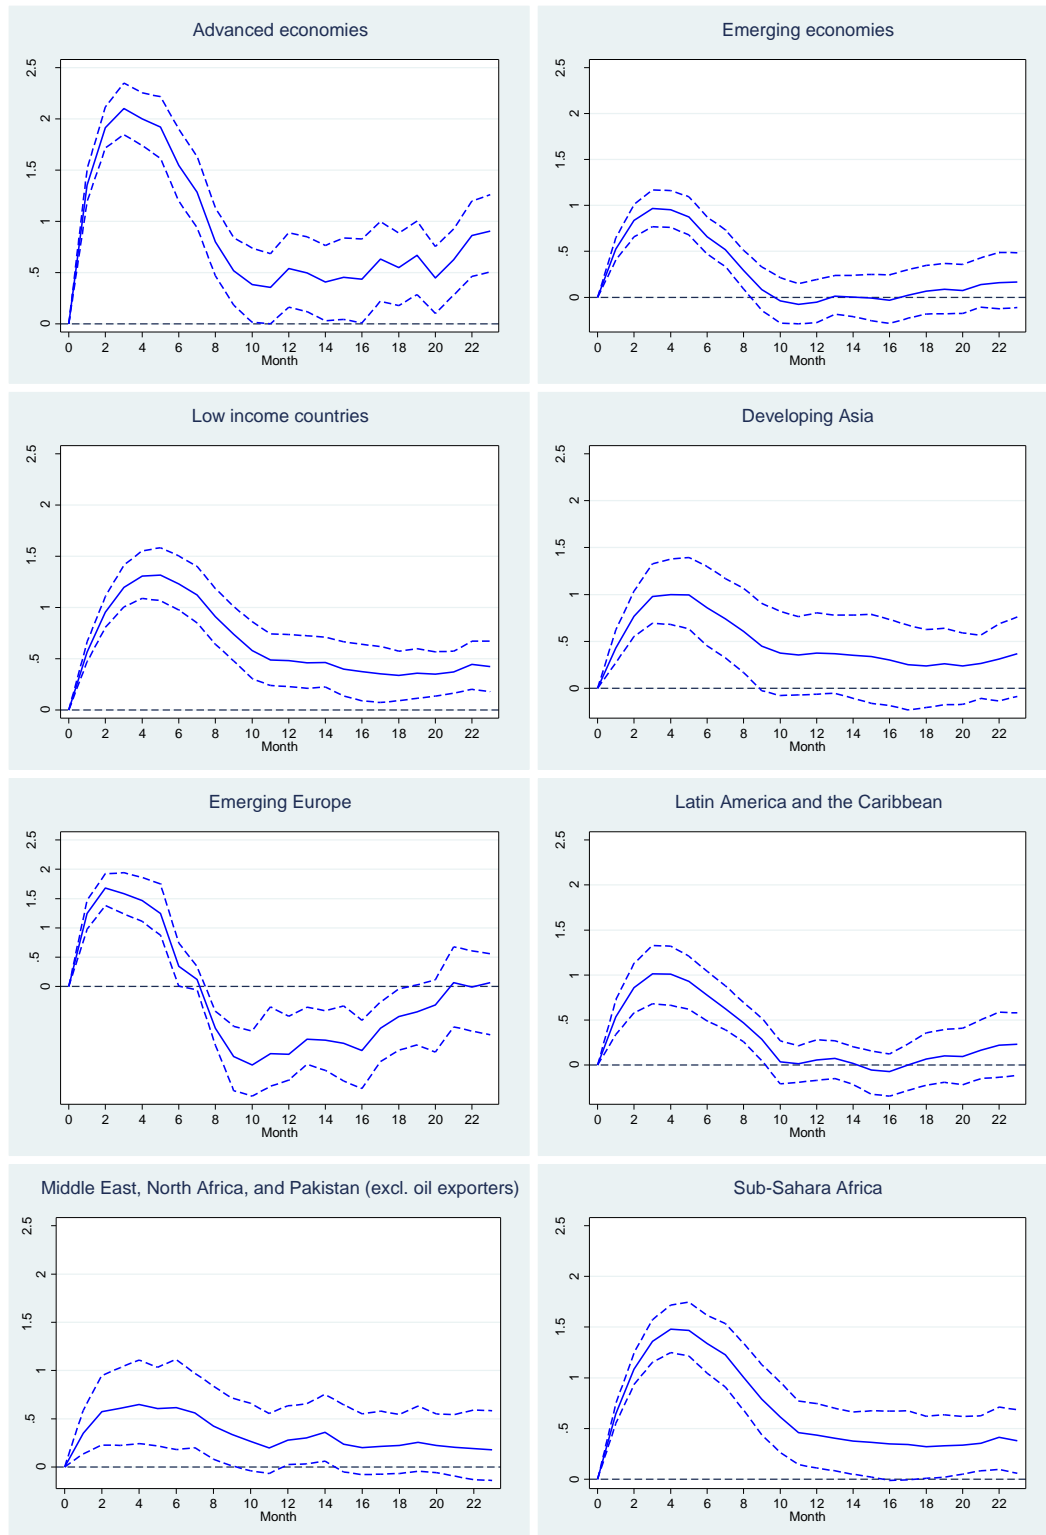 Advanced economies
2.5
2
1.5
1
.5
0
0 2 4 6 8 10 12 14 16 18 20 22
Month
Emerging economies
2.5
2
1.5
1
.5
0
0 2 4 6 8 10 12 14 16 18 20 22
Month
Low income countries
2.5
2
1.5
1
.5
0
0 2 4 6 8 10 12 14 16 18 20 22
Month
Developing Asia
2.5
2
1.5
1
.5
0
0 2 4 6 8 10 12 14 16 18 20 22
Month
Emerging Europe
2.5
2
1.5
1
.5
0
0 2 4 6 8 10 12 14 16 18 20 22
Month
Latin America and the Caribbean
2.5
2
1.5
1
.5
0
0 2 4 6 8 10 12 14 16 18 20 22
Month
Middle East, North Africa, and Pakistan (excl. oil exporters)
2.5
2
1.5
1
.5
0
0 2 4 6 8 10 12 14 16 18 20 22
Month
Sub-Sahara Africa
2.5
2
1.5
1
.5
0
0 2 4 6 8 10 12 14 16 18 20 22
Month